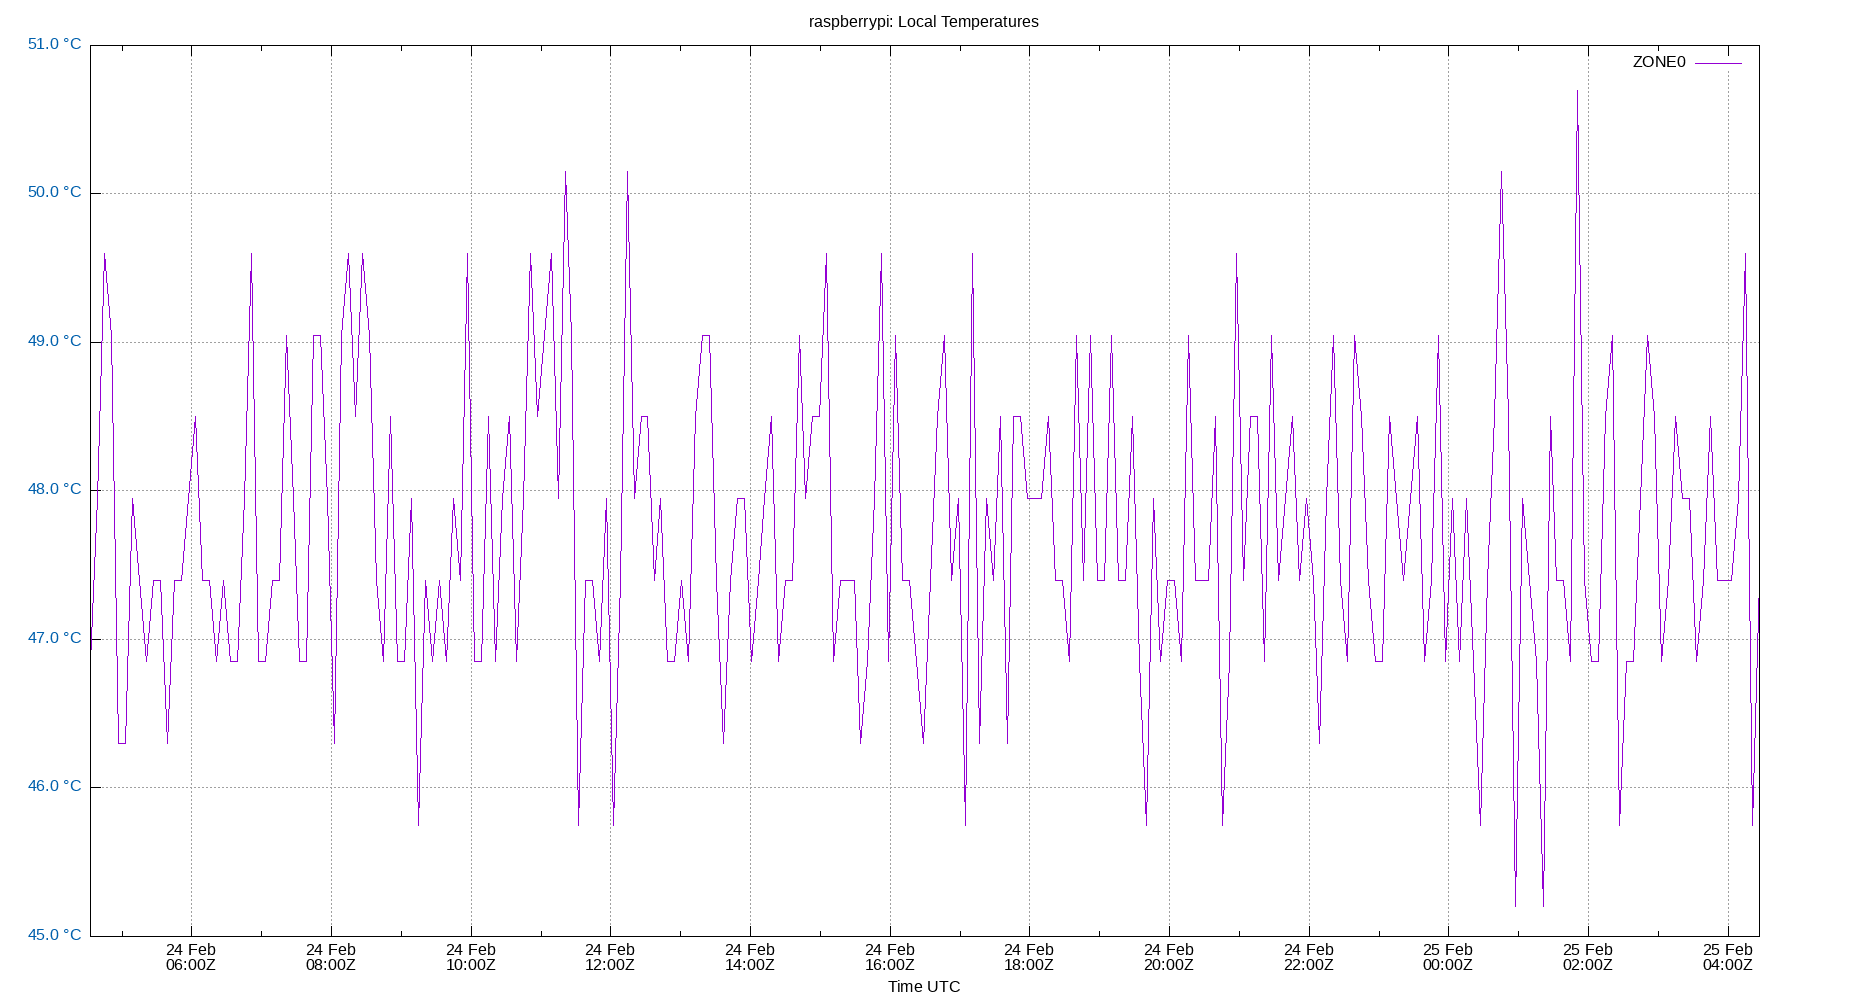 raspberrypi: Local Temperatures
51.0 °C
ZONE0
50.0 °C
49.0 °C
48.0 °C
47.0 °C
46.0 °C
45.0 °C
24 Feb 24 Feb 24 Feb 24 Feb 24 Feb 24 Feb 24 Feb 24 Feb 24 Feb 25 Feb 25 Feb 25 Feb
06:00Z 08:00Z 10:00Z 12:00Z 14:00Z 16:00Z 18:00Z 20:00Z 22:00Z 00:00Z 02:00Z 04:00Z
Time UTC